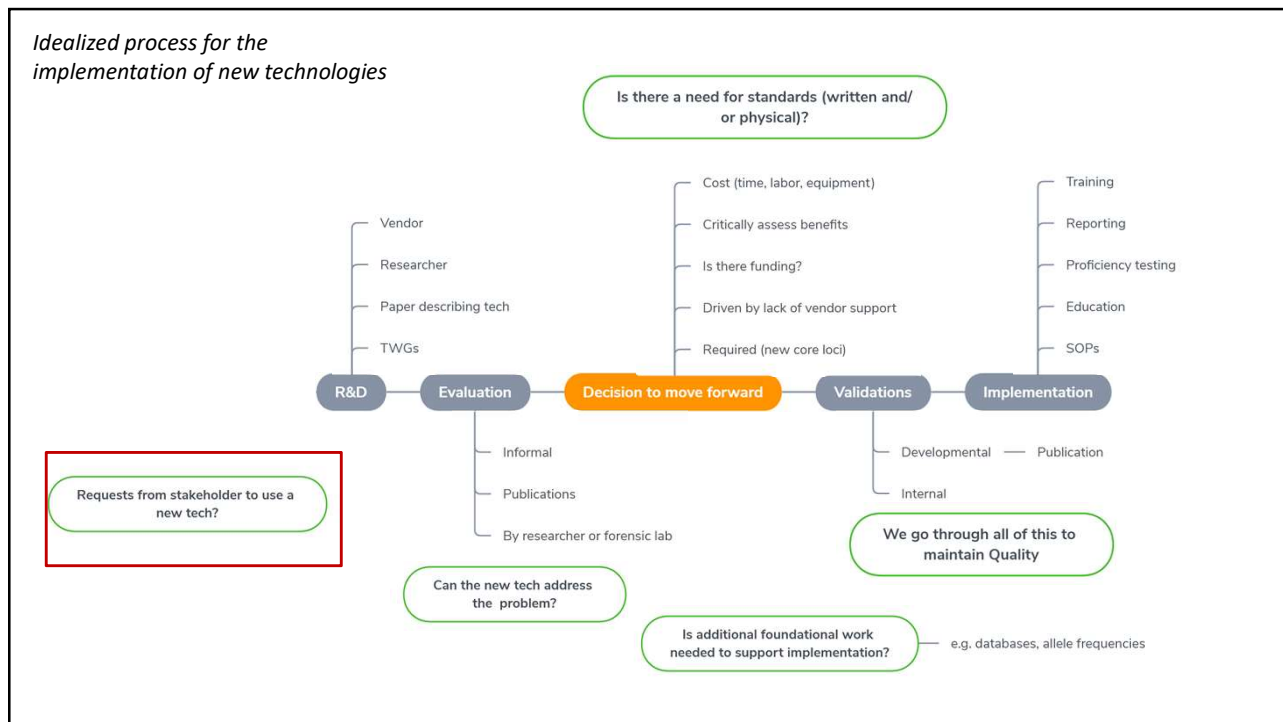 Idealized process for the
implementation of new technologies
Is there a need for standards (written and/
or physical)?
Vendor
Researcher
Paper describing tech
TWGs
Cost (time, labor, equipment)
Critically assess benefits
Is there funding?
Driven by lack of vendor support
Required (new core loci)
Training
Reporting
Proficiency testing
Education
SOPs
R&D
Evaluation
Decision to move forward
Validations
Implementation
Requests from stakeholder to use a
new tech?
Informal
Publications
By researcher or forensic lab
Developmental
Publication
Internal
We go through all of this to
maintain Quality
Can the new tech address
the problem?
Is additional foundational work
needed to support implementation?
e.g. databases, allele frequencies